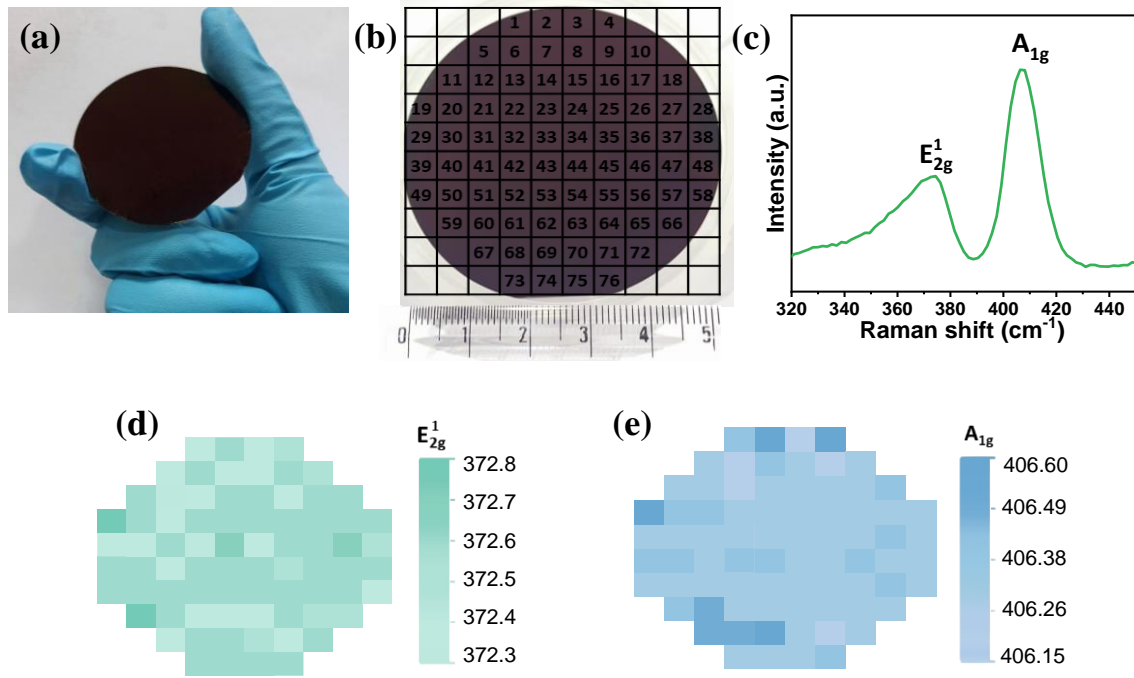 (a)
(b)
1 2 3 4
5 6 7 8 9 10
11 12 13 14 15 16 17 18
19 20 21 22 23 24 25 26 27 28
29 30 31 32 33 34 35 36 37 38
39 40 41 42 43 44 45 46 47 48
49 50 51 52 53 54 55 56 57 58
59 60 61 62 63 64 65 66
67 68 69 70 71 72
73 74 75 76
0 1 2 3 4 5
(c)
Intensity (a.u.)
E¹₂g
A₁g
320 360 400 440
Raman shift (cm⁻¹)
(d)
E¹₂g
372.8
372.7
372.6
372.5
372.4
372.3
(e)
A₁g
406.60
406.49
406.38
406.26
406.15